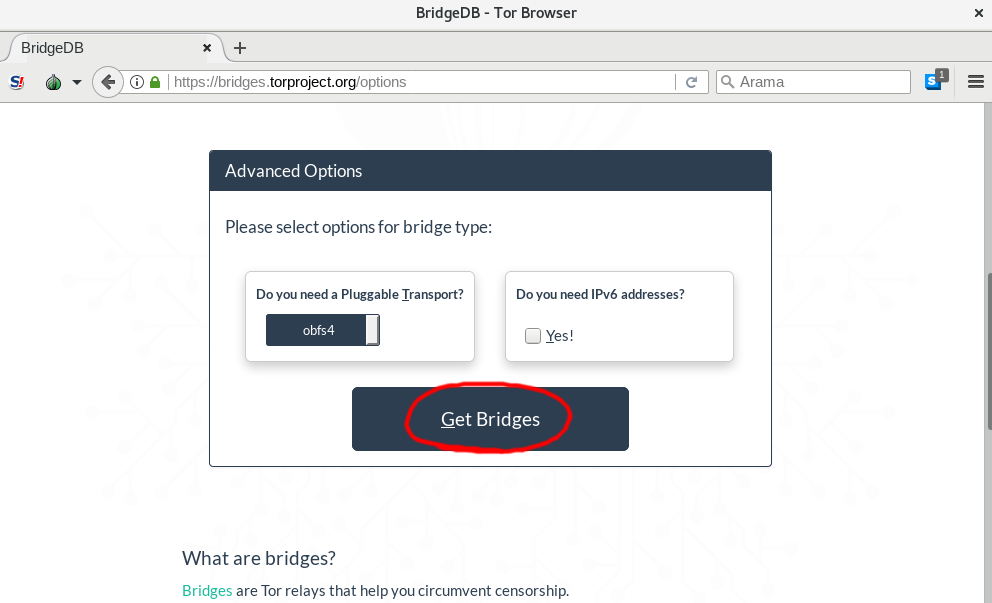 BridgeDB - Tor Browser
BridgeDB
https://bridges.torproject.org/options
Arama
S
1
Advanced Options
Please select options for bridge type:
Do you need a Pluggable Transport?
obfs4
Do you need IPv6 addresses?
Yes!
Get Bridges
What are bridges?
Bridges are Tor relays that help you circumvent censorship.